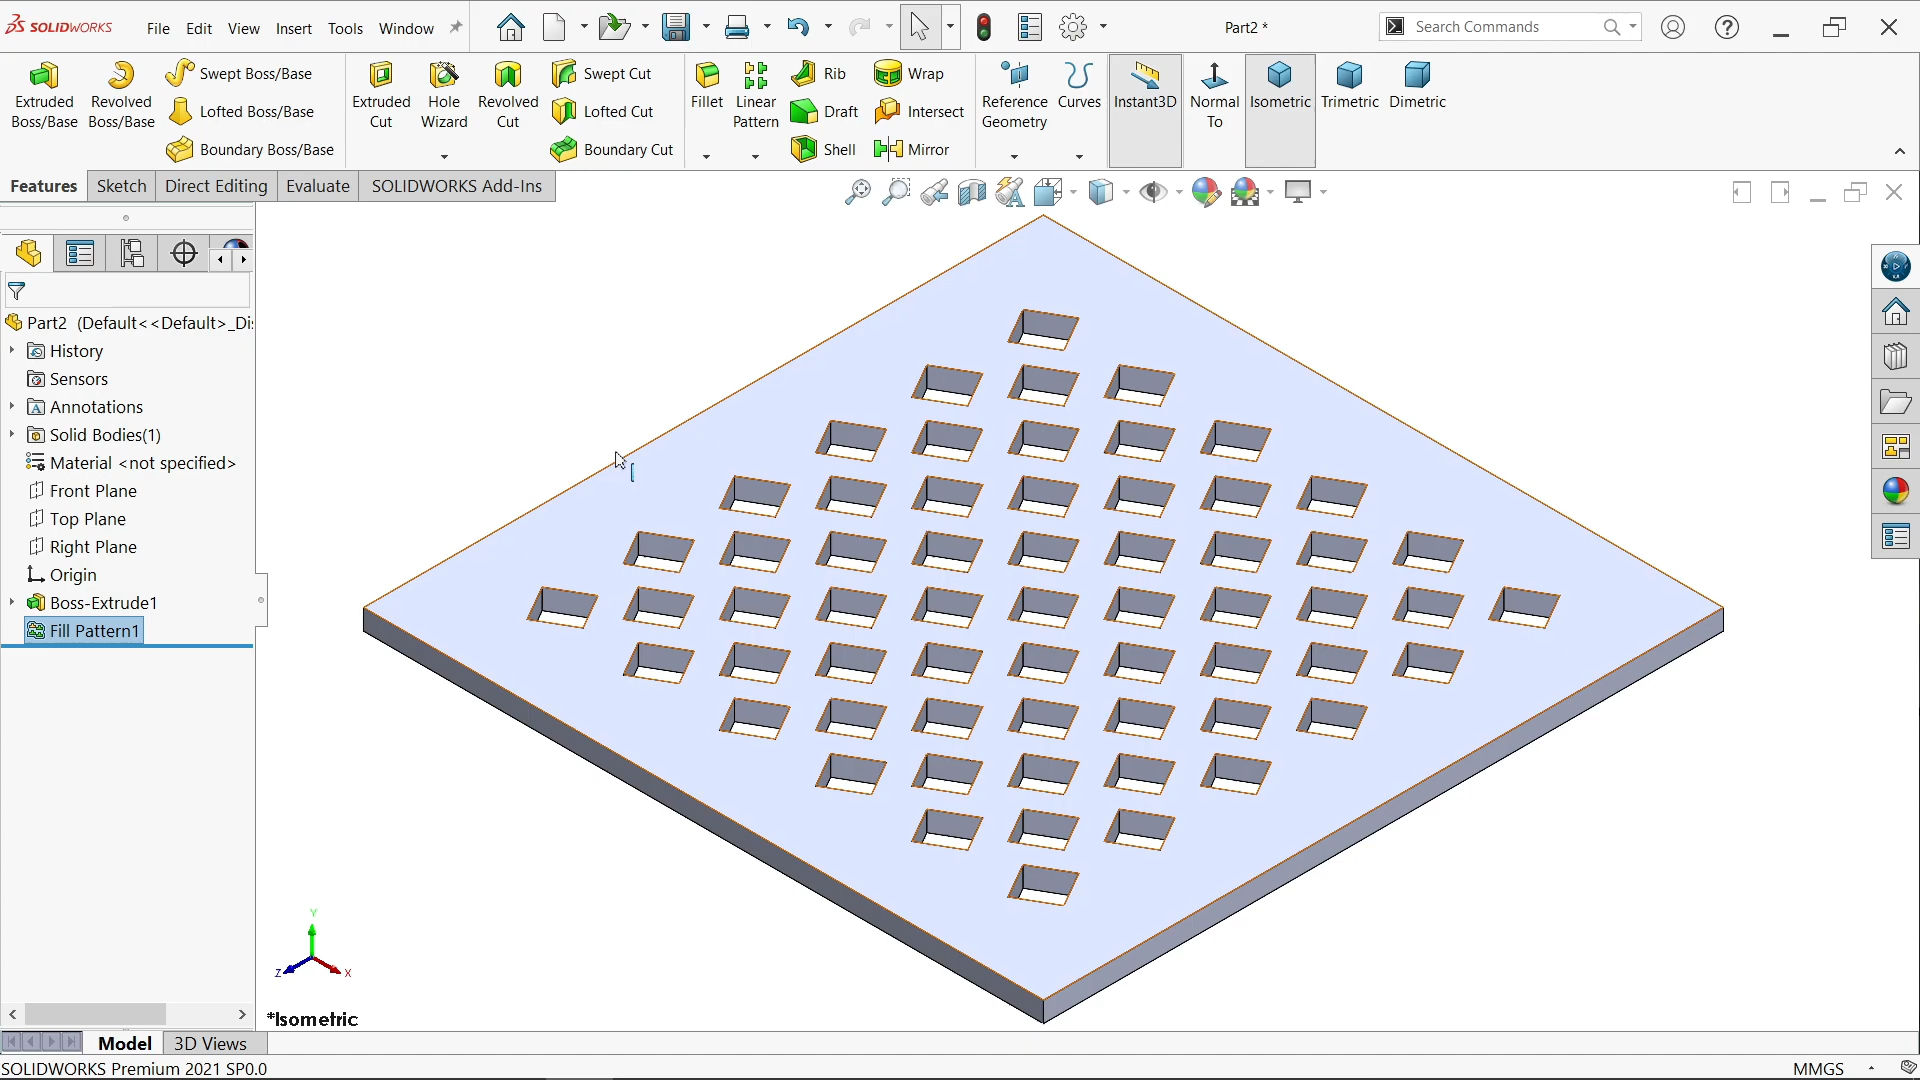 SOLIDWORKS File Edit View Insert Tools Window
Part2 *
Search Commands
Extruded Boss/Base
Revolved Boss/Base
Swept Boss/Base
Lofted Boss/Base
Boundary Boss/Base
Extruded Cut
Hole Wizard
Revolved Cut
Swept Cut
Lofted Cut
Boundary Cut
Fillet
Linear Pattern
Rib
Draft
Shell
Wrap
Intersect
Mirror
Reference Geometry
Curves
Instant3D
Normal To
Isometric
Trimetric
Dimetric
Features Sketch Direct Editing Evaluate SOLIDWORKS Add-Ins
Part2 (Default<<Default>_Di
History
Sensors
Annotations
Solid Bodies(1)
Material <not specified>
Front Plane
Top Plane
Right Plane
Origin
Boss-Extrude1
Fill Pattern1
Y
Z
X
*Isometric
Model 3D Views
SOLIDWORKS Premium 2021 SP0.0
MMGS